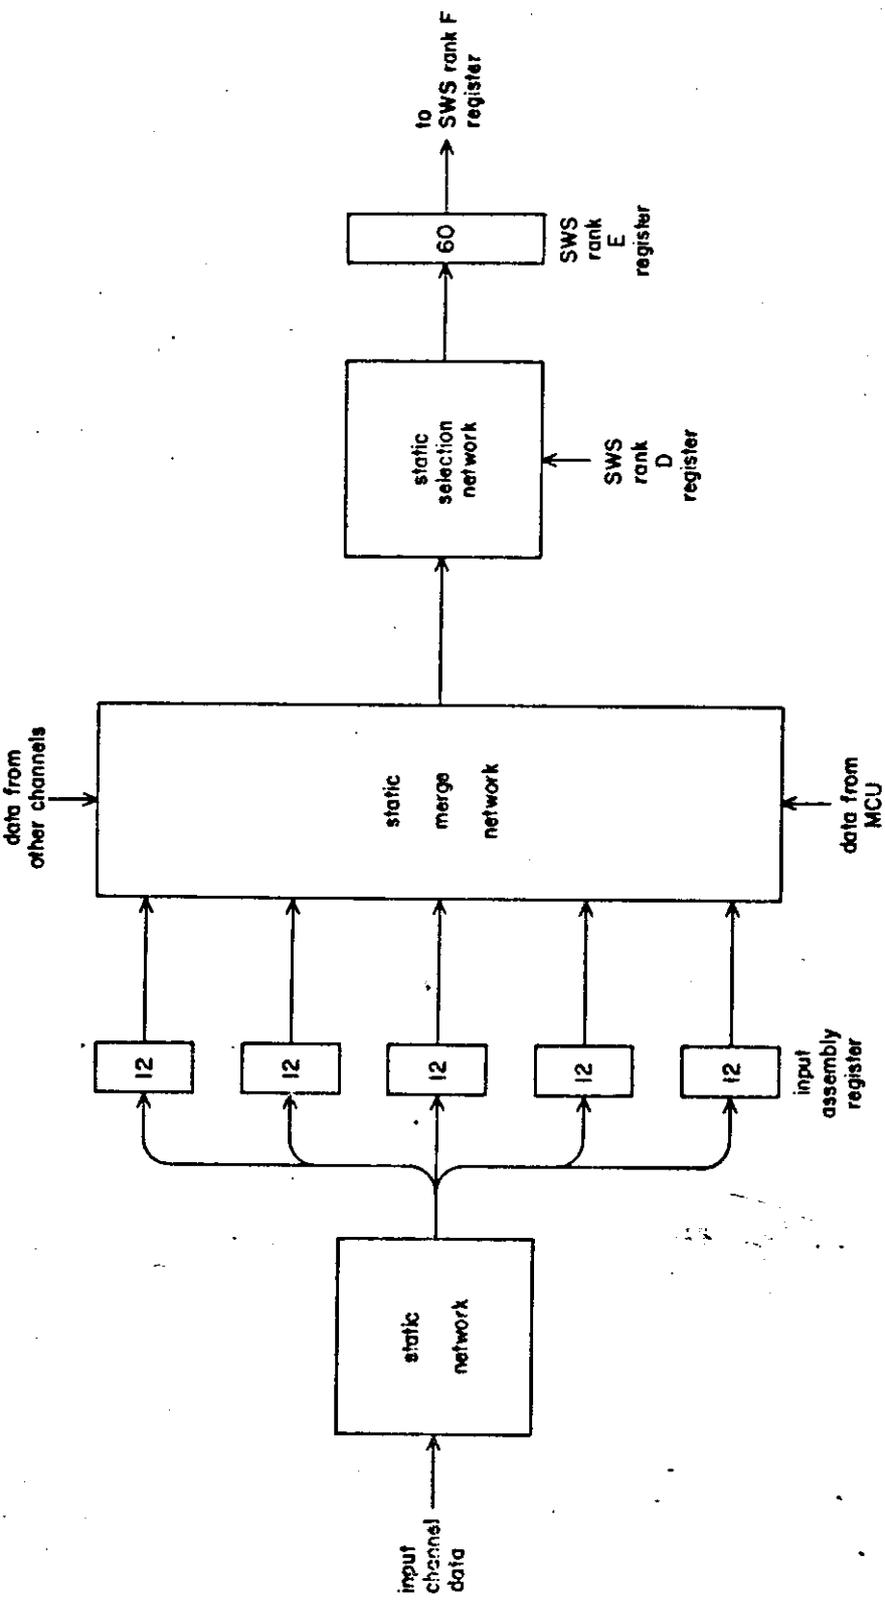 input
channel
data
static
network
12
12
12
12
12
input
assembly
register
data from
other channels
static
merge
network
data from
MCU
static
selection
network
SWS
rank
D
register
60
SWS
rank
E
register
to
SWS rank F
register